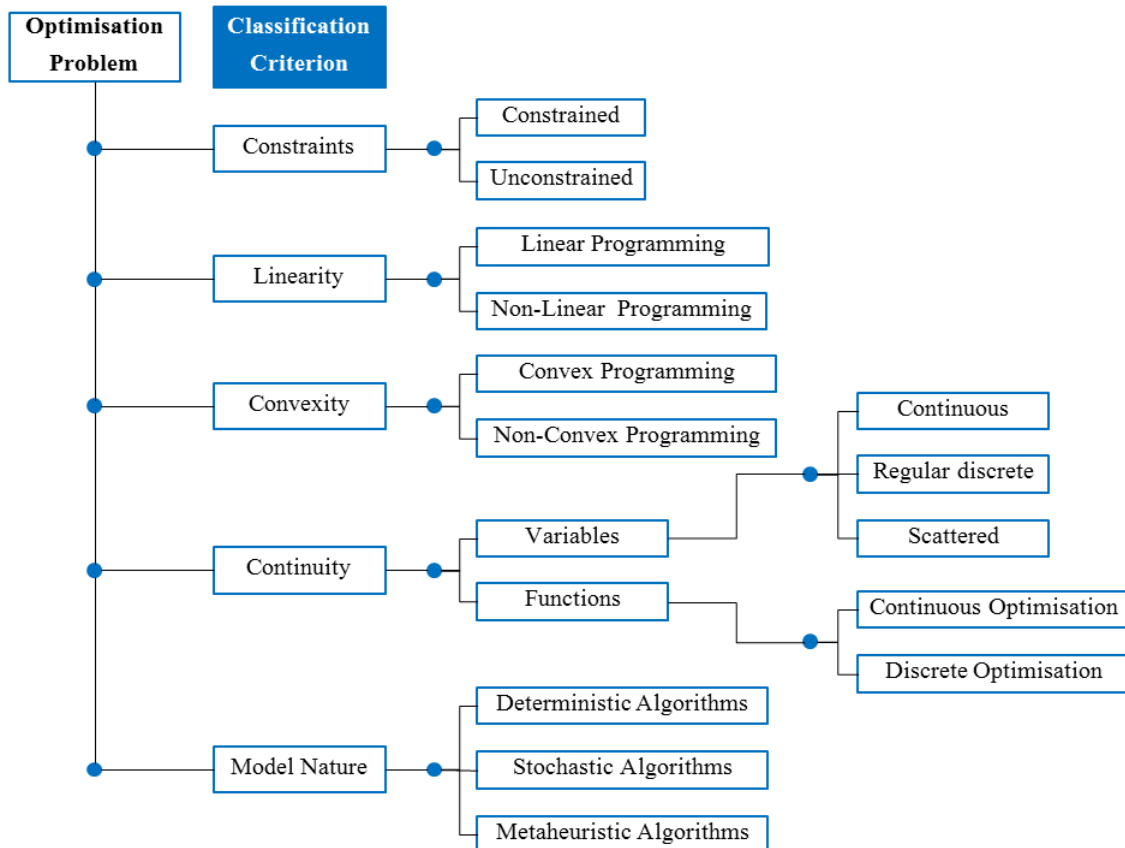 Optimisation
Problem
Classification
Criterion
Constraints
Constrained
Unconstrained
Linearity
Linear Programming
Non-Linear Programming
Convexity
Convex Programming
Non-Convex Programming
Continuity
Variables
Continuous
Regular discrete
Scattered
Functions
Continuous Optimisation
Discrete Optimisation
Model Nature
Deterministic Algorithms
Stochastic Algorithms
Metaheuristic Algorithms